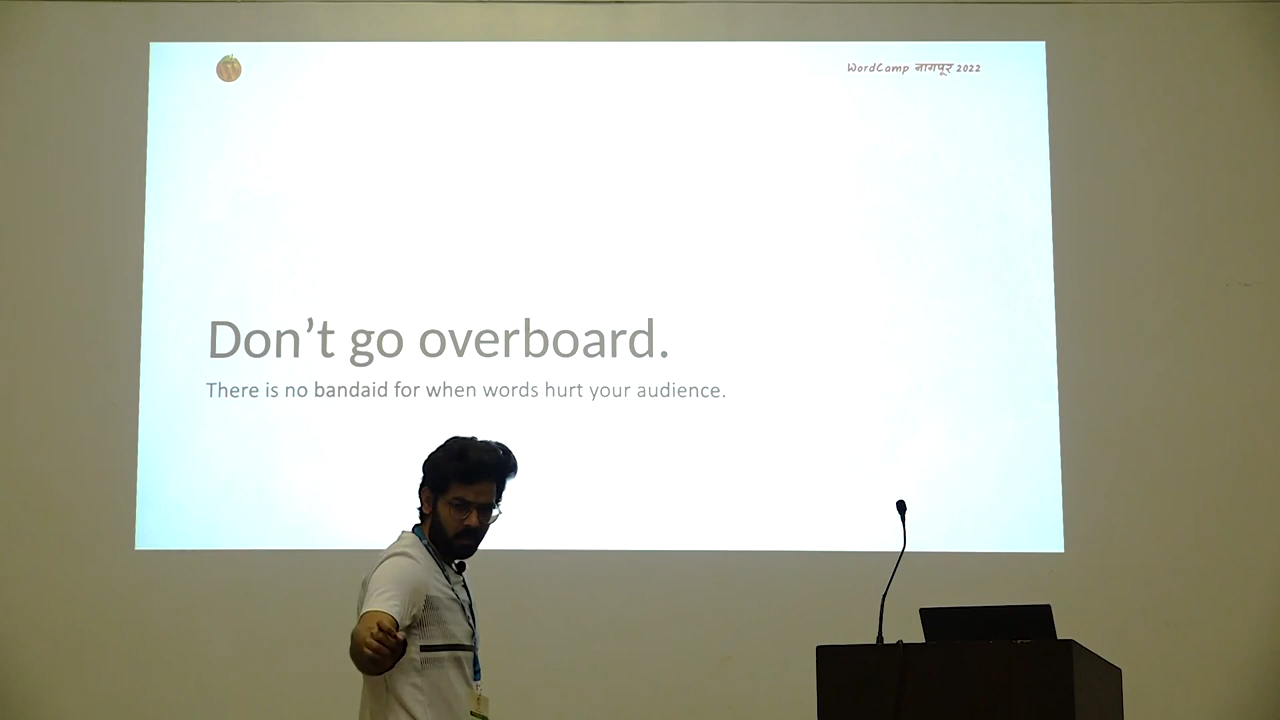 WordCamp नागपूर 2022
Don’t go overboard.
There is no bandaid for when words hurt your audience.